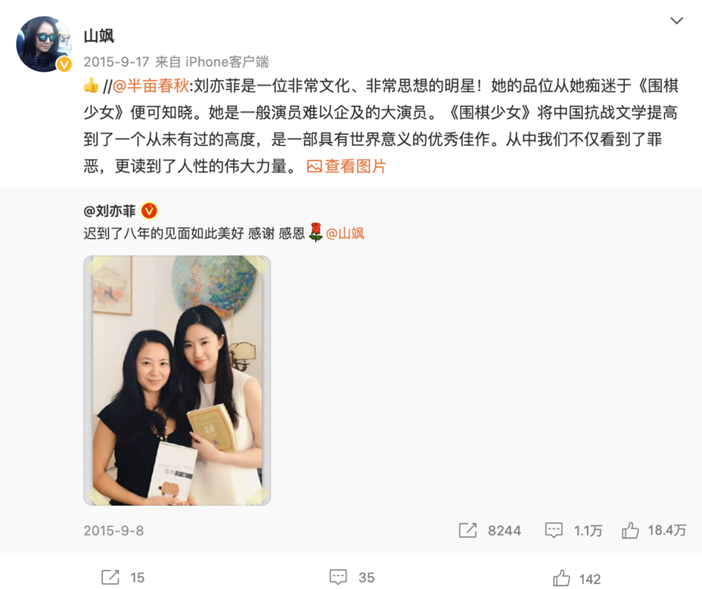 山飒
2015-9-17 来自 iPhone客户端
👍//@半亩春秋:刘亦菲是一位非常文化、非常思想的明星！她的品位从她痴迷于《围棋
少女》便可知晓。她是一般演员难以企及的大演员。《围棋少女》将中国抗战文学提高
到了一个从未有过的高度，是一部具有世界意义的优秀佳作。从中我们不仅看到了罪
恶，更读到了人性的伟大力量。 查看图片
@刘亦菲
迟到了八年的见面如此美好 感谢 感恩🌹@山飒
2015-9-8
8244
1.1万
18.4万
15
35
142